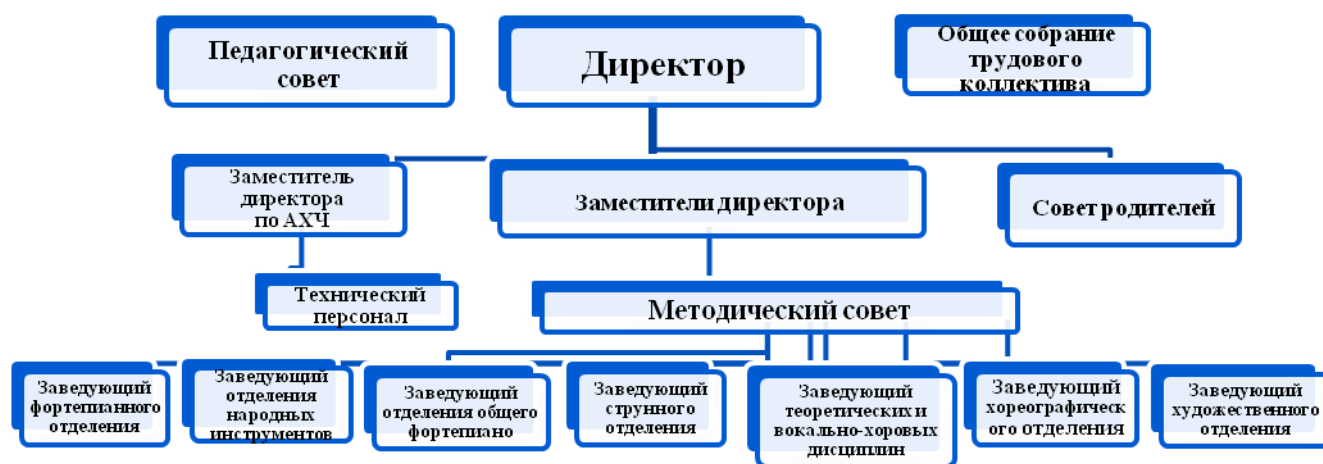 Педагогический
совет
Директор
Общее собрание
трудового
коллектива
Заместитель
директора
по АХЧ
Заместители директора
Совет родителей
Технический
персонал
Методический совет
Заведующий
фортепианного
отделения
Заведующий
отделения
народных
инструментов
Заведующий
отделения общего
фортепиано
Заведующий
струнного
отделения
Заведующий
теоретических и
вокально-хоровых
дисциплин
Заведующий
хореографическ
ого отделения
Заведующий
художественного
отделения